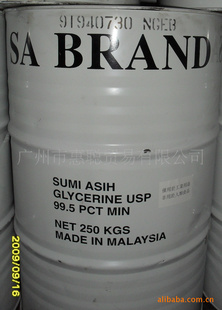 91940730 NGEB
SA BRAND
SUMI ASIH
GLYCERINE USP
99.5 PCT MIN
NET 250 KGS
MADE IN MALAYSIA
2009/09/16
alibaba.com.cn